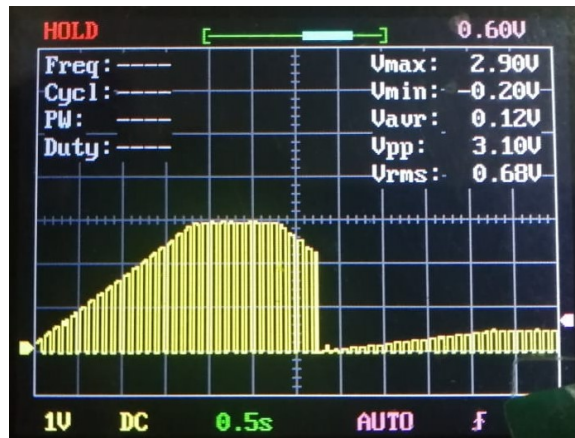 HOLD 0.60V
Freq:---- Vmax: 2.90V
Cycl:---- Vmin: -0.20V
PW: ---- Vavr: 0.12V
Duty:---- Vpp: 3.10V
Vrms: 0.68V
1V DC 0.5s AUTO